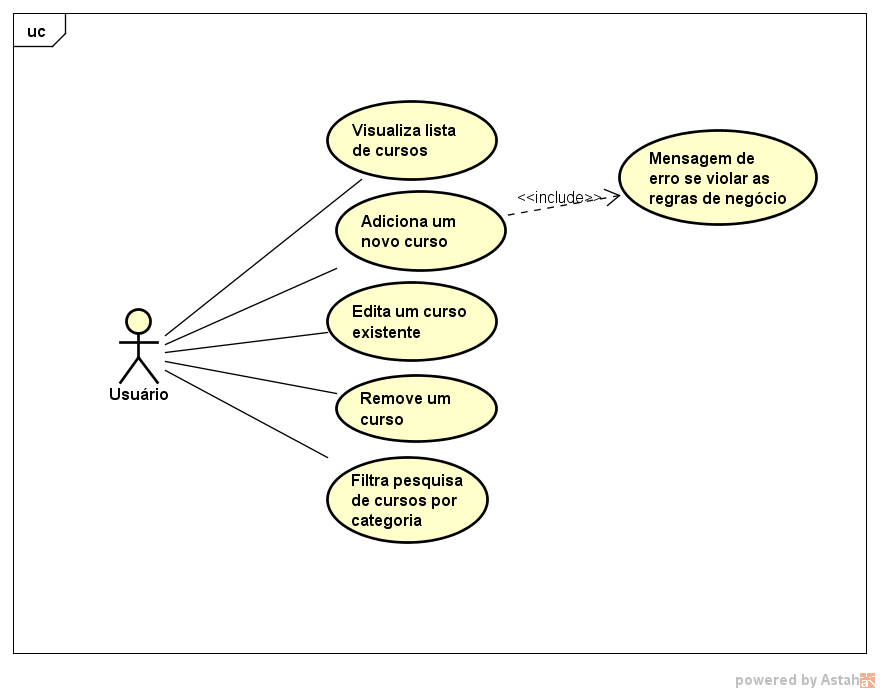 uc
Visualiza lista
de cursos
Mensagem de
erro se violar as
regras de negócio
<<include>>
Adiciona um
novo curso
Edita um curso
existente
Usuário
Remove um
curso
Filtra pesquisa
de cursos por
categoria
powered by Astah